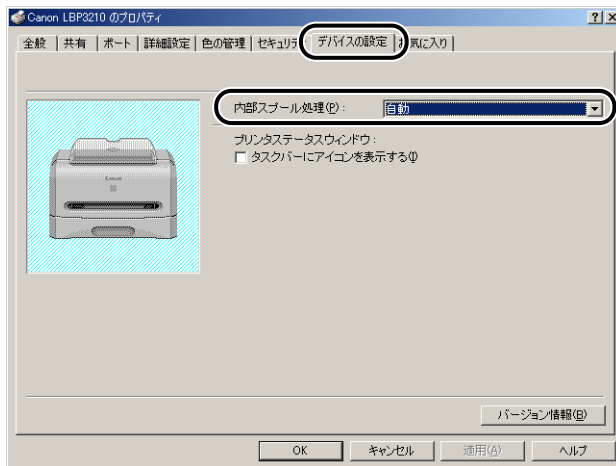 Canon LBP3210 のプロパティ
全般 共有 ポート 詳細設定 色の管理 セキュリティ デバイスの設定 お気に入り
内部スプール処理(P): 自動
プリンタステータスウィンドウ:
タスクバーにアイコンを表示する(I)
Canon
バージョン情報(B)
OK キャンセル 適用(A) ヘルプ